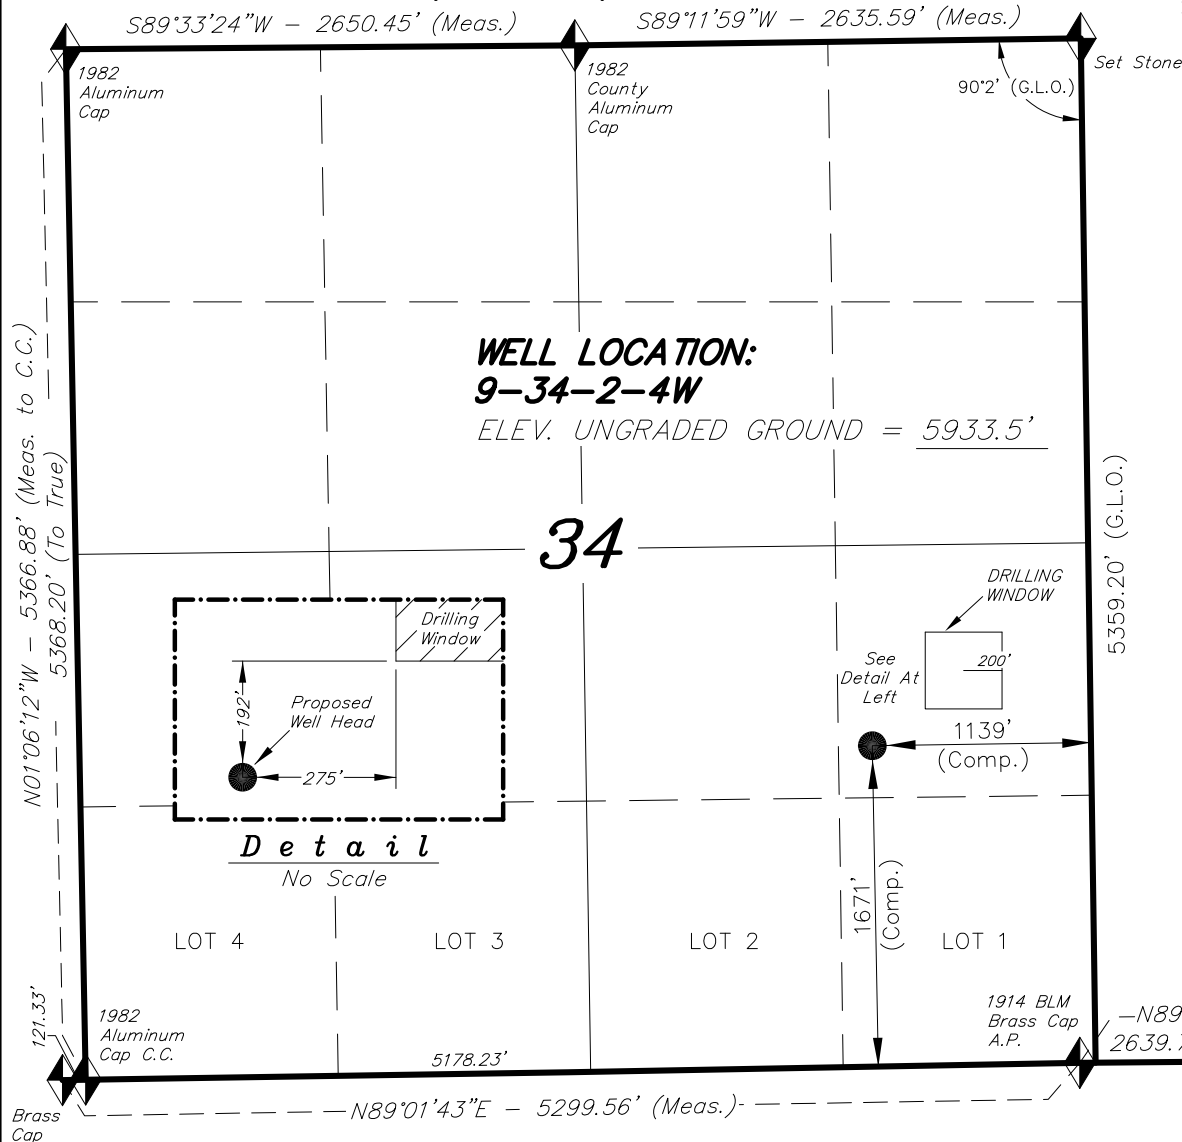 S89°33'24"W - 2650.45' (Meas.)
S89°11'59"W - 2635.59' (Meas.)
1982
Aluminum
Cap
1982
County
Aluminum
Cap
90°2' (G.L.O.)
Set Stone
WELL LOCATION:
9-34-2-4W
ELEV. UNGRADED GROUND = 5933.5'
N01°06'12"W - 5366.88' (Meas. to C.C.)
5368.20' (To True)
34
5359.20' (G.L.O.)
Drilling
Window
192'
Proposed
Well Head
275'
Detail
No Scale
DRILLING
WINDOW
See
Detail At
Left
200'
1139'
(Comp.)
1671'
(Comp.)
LOT 4
LOT 3
LOT 2
LOT 1
121.33'
1982
Aluminum
Cap C.C.
5178.23'
1914 BLM
Brass Cap
A.P.
-N89
2639.7
N89°01'43"E - 5299.56' (Meas.)
Brass
Cap